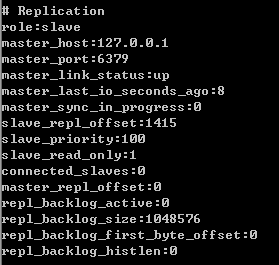 # Replication
role:slave
master_host:127.0.0.1
master_port:6379
master_link_status:up
master_last_io_seconds_ago:8
master_sync_in_progress:0
slave_repl_offset:1415
slave_priority:100
slave_read_only:1
connected_slaves:0
master_repl_offset:0
repl_backlog_active:0
repl_backlog_size:1048576
repl_backlog_first_byte_offset:0
repl_backlog_histlen:0